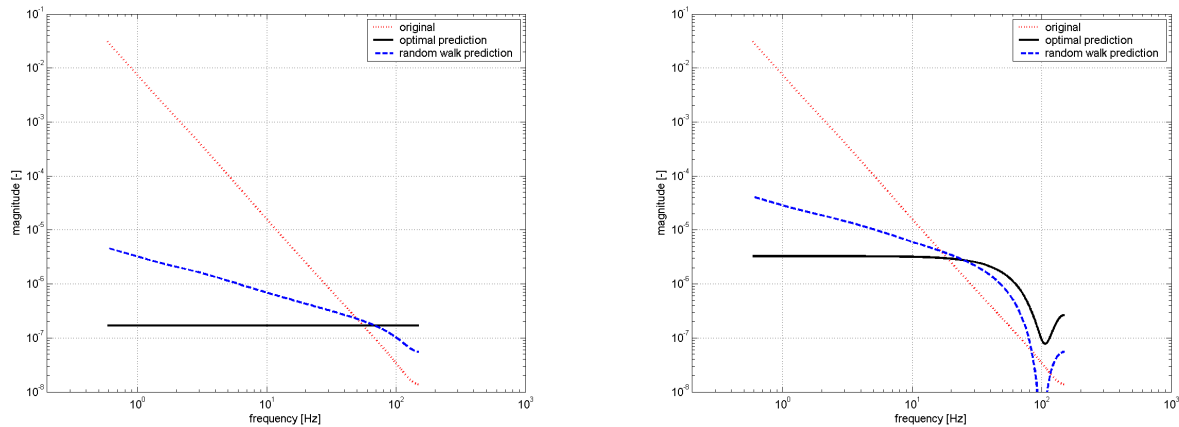 10^-1
10^-2
10^-3
10^-4
10^-5
10^-6
10^-7
10^-8
magnitude [-]
10^0
10^1
10^2
10^3
frequency [Hz]
original
optimal prediction
random walk prediction
10^-1
10^-2
10^-3
10^-4
10^-5
10^-6
10^-7
10^-8
magnitude [-]
10^0
10^1
10^2
10^3
frequency [Hz]
original
optimal prediction
random walk prediction